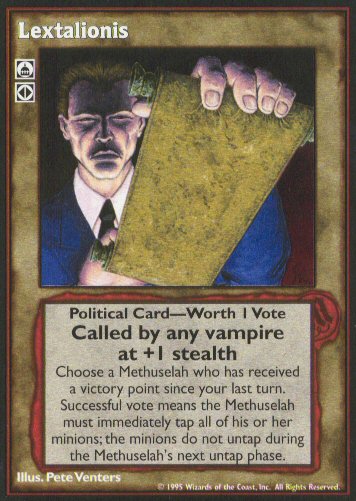 Lextalionis
Political Card—Worth 1 Vote
Called by any vampire
at +1 stealth
Choose a Methuselah who has received
a victory point since your last turn.
Successful vote means the Methuselah
must immediately tap all of his or her
minions; the minions do not untap during
the Methuselah's next untap phase.
Illus. Pete Venters
© 1995 Wizards of the Coast, Inc. All Rights Reserved.